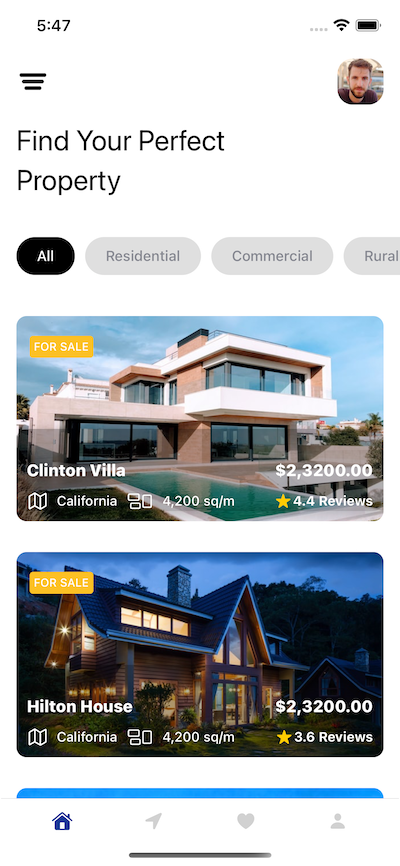 5:47
Find Your Perfect
Property
All Residential Commercial Rural
FOR SALE
Clinton Villa $2,3200.00
California 4,200 sq/m 4.4 Reviews
FOR SALE
Hilton House $2,3200.00
California 4,200 sq/m 3.6 Reviews